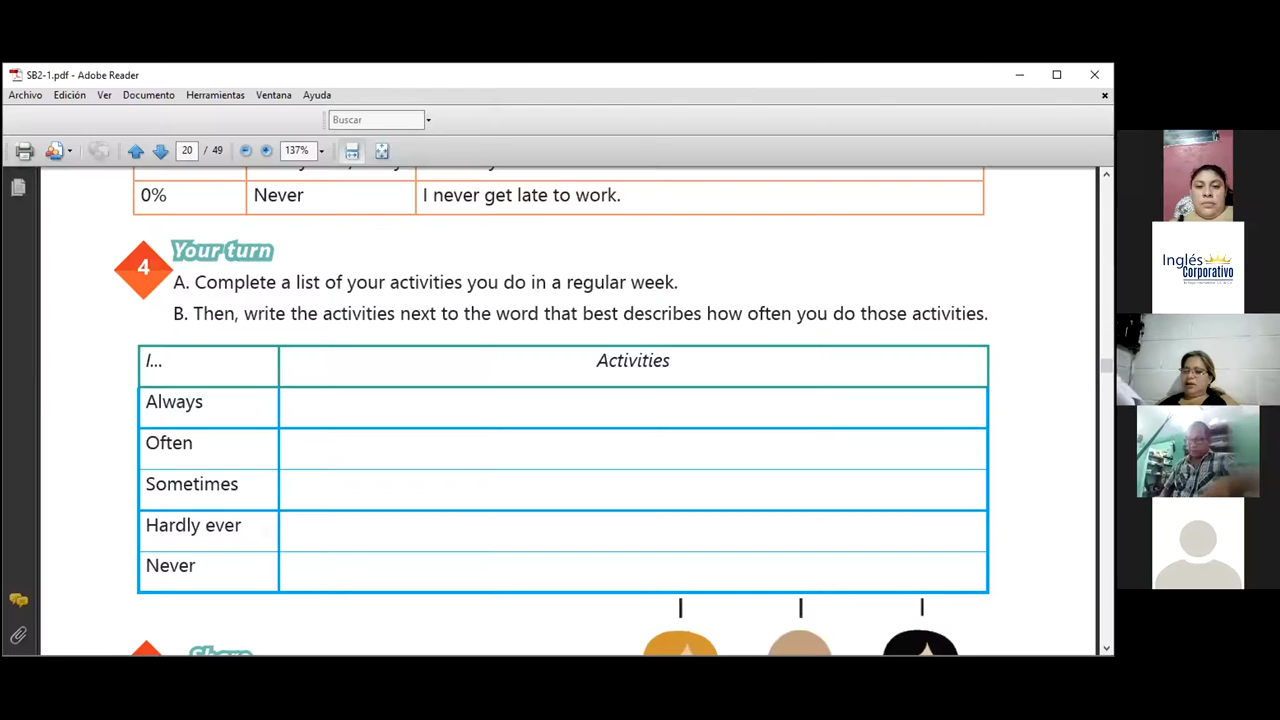 SB2-1.pdf - Adobe Reader
Archivo Edición Ver Documento Herramientas Ventana Ayuda
Buscar
20 / 49 137%
0% Never I never get late to work.
4 Your turn
A. Complete a list of your activities you do in a regular week.
B. Then, write the activities next to the word that best describes how often you do those activities.
I... Activities
Always
Often
Sometimes
Hardly ever
Never
Share
Inglés
Corporativo